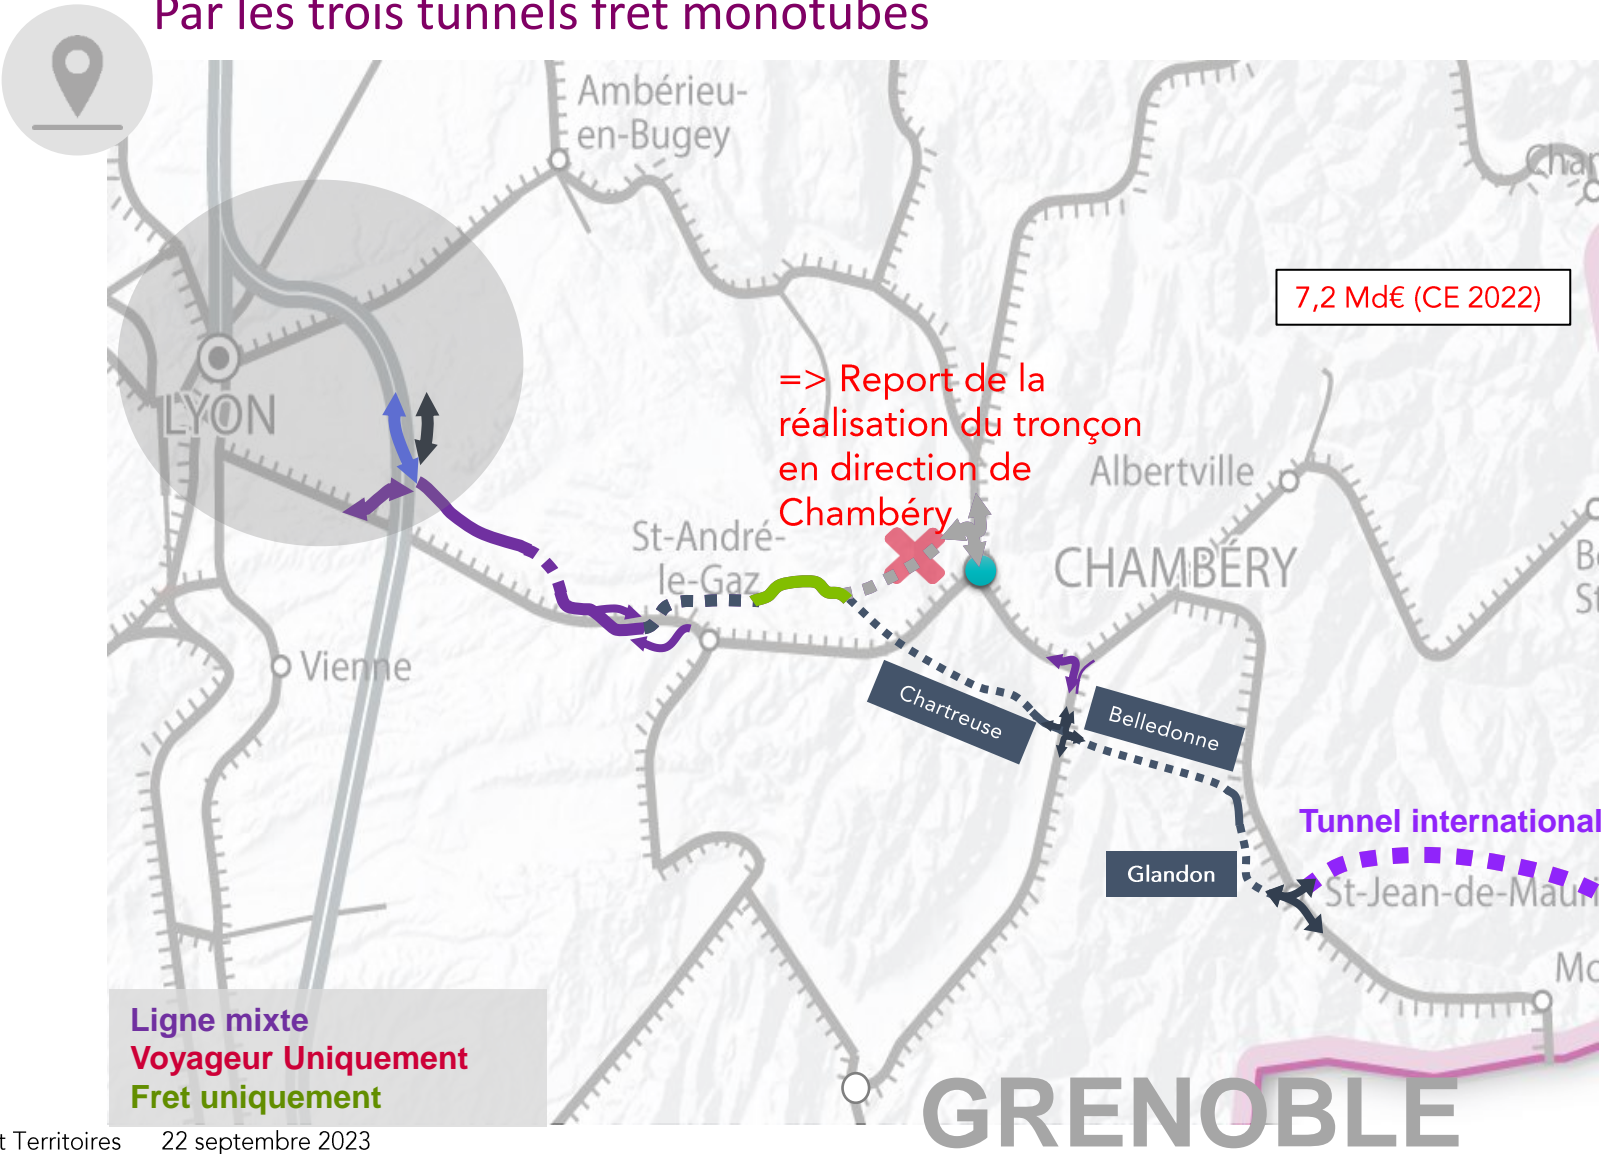 Par les trois tunnels fret monotubes
Ambérieu-
en-Bugey
7,2 Md€ (CE 2022)
=> Report de la
réalisation du tronçon
en direction de
Chambéry
LYON
Albertville
St-André-
le-Gaz
CHAMBÉRY
Vienne
Chartreuse
Belledonne
Tunnel international
Glandon
St-Jean-de-Mauri
Ligne mixte
Voyageur Uniquement
Fret uniquement
GRENOBLE
t Territoires 22 septembre 2023